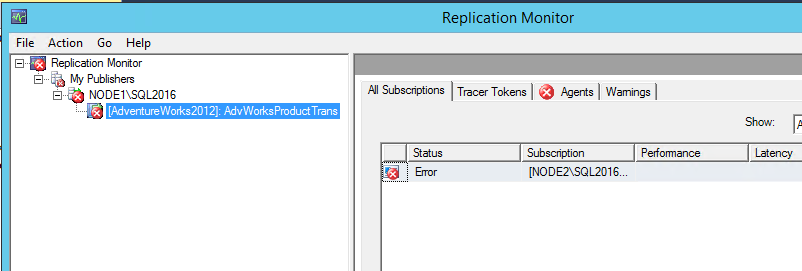 Replication Monitor
File Action Go Help
Replication Monitor
My Publishers
NODE1\SQL2016
[AdventureWorks2012]: AdvWorksProductTrans
All Subscriptions Tracer Tokens Agents Warnings
Show:
Status Subscription Performance Latency
Error [NODE2\SQL2016...